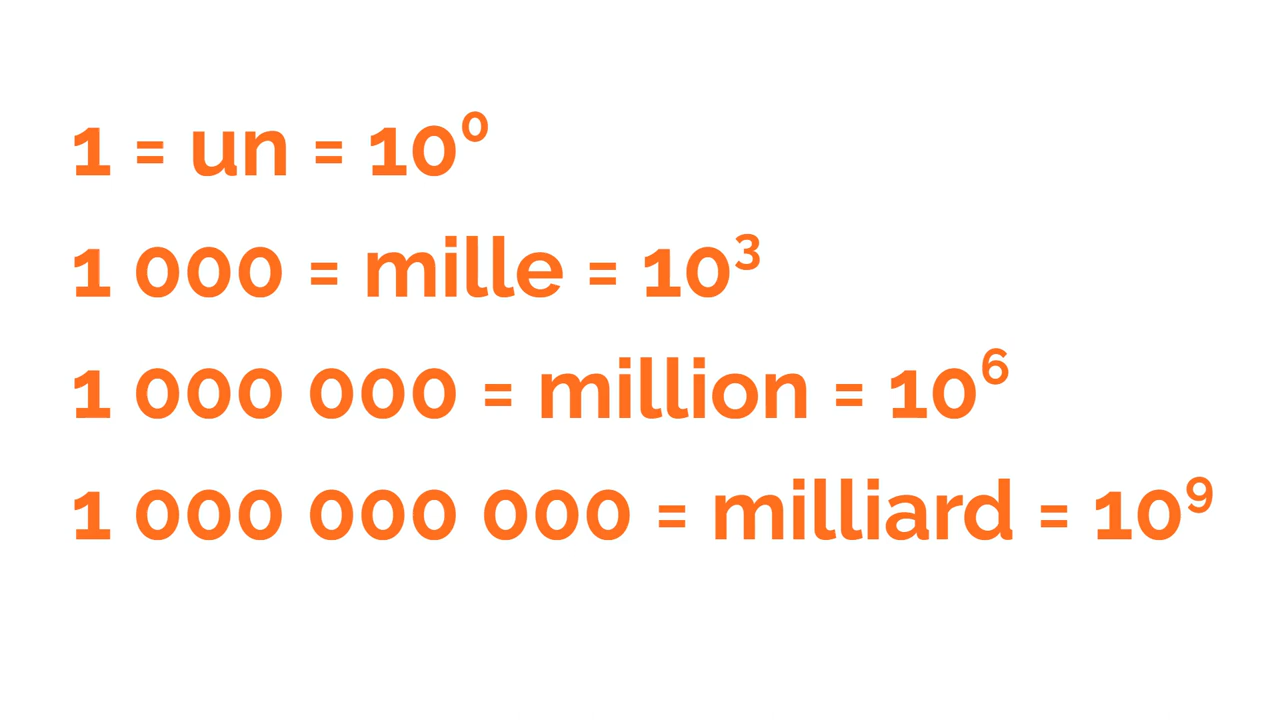 1 = un = 10⁰
1 000 = mille = 10³
1 000 000 = million = 10⁶
1 000 000 000 = milliard = 10⁹